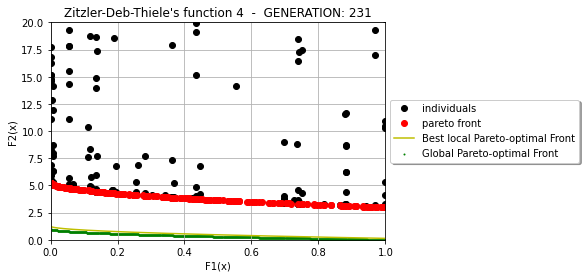 Zitzler-Deb-Thiele's function 4  -  GENERATION: 231
20.0
17.5
15.0
12.5
10.0
7.5
5.0
2.5
0.0
F2(x)
0.0 0.2 0.4 0.6 0.8 1.0
F1(x)
individuals
pareto front
Best local Pareto-optimal Front
Global Pareto-optimal Front